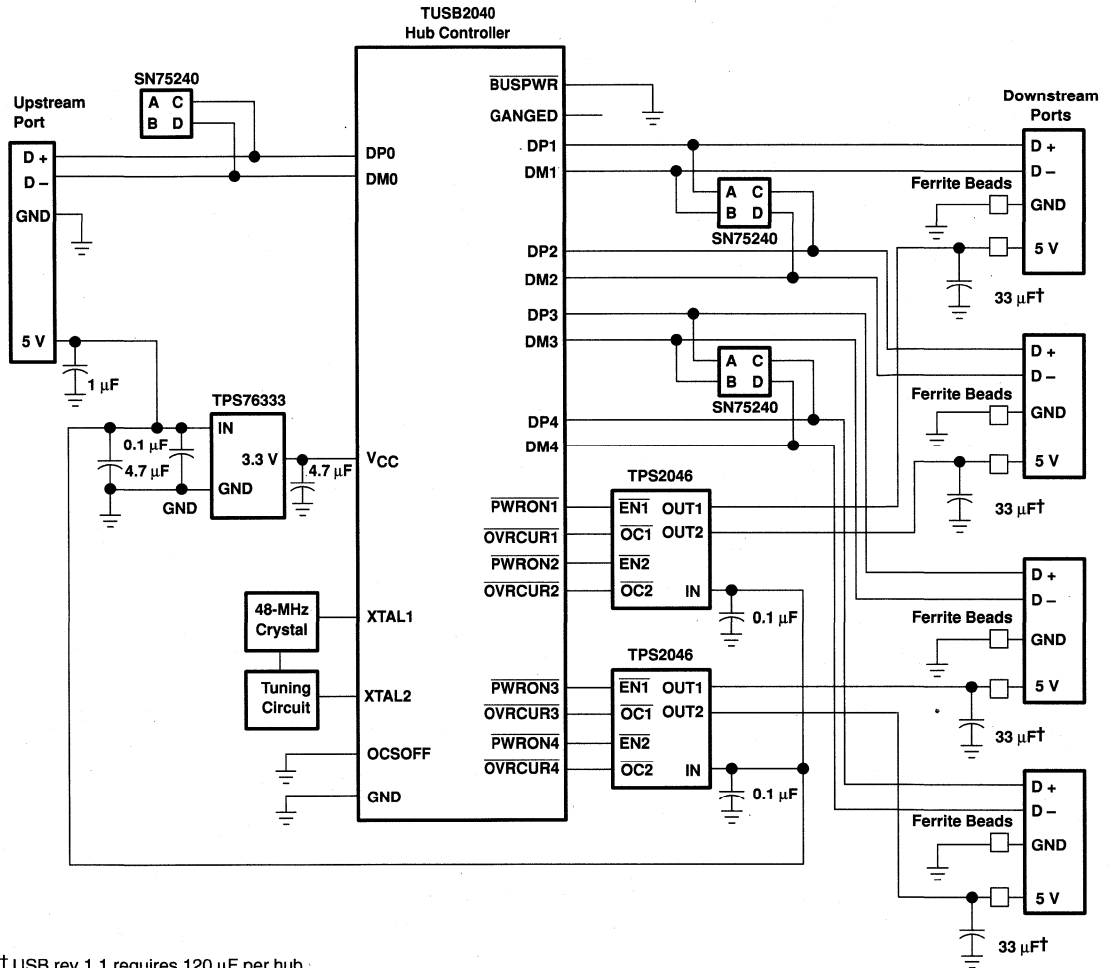 TUSB2040
Hub Controller
SN75240
A C
B D
Upstream
Port
D +
D –
GND
5 V
1 µF
DP0
DM0
TPS76333
IN
3.3 V
GND
0.1 µF
4.7 µF
GND
4.7 µF
VCC
48-MHz
Crystal
XTAL1
Tuning
Circuit
XTAL2
OCSOFF
GND
BUSPWR
GANGED
DP1
DM1
A C
B D
SN75240
DP2
DM2
DP3
DM3
A C
B D
SN75240
DP4
DM4
TPS2046
PWRON1
EN1 OUT1
OVRCUR1
OC1 OUT2
PWRON2
EN2
OVRCUR2
OC2 IN
0.1 µF
TPS2046
PWRON3
EN1 OUT1
OVRCUR3
OC1 OUT2
PWRON4
EN2
OVRCUR4
OC2 IN
0.1 µF
Downstream
Ports
D +
D –
Ferrite Beads
GND
5 V
33 µF†
D +
D –
Ferrite Beads
GND
5 V
33 µF†
D +
D –
Ferrite Beads
GND
5 V
33 µF†
D +
D –
Ferrite Beads
GND
5 V
33 µF†
† USB rev 1.1 requires 120 µF per hub.